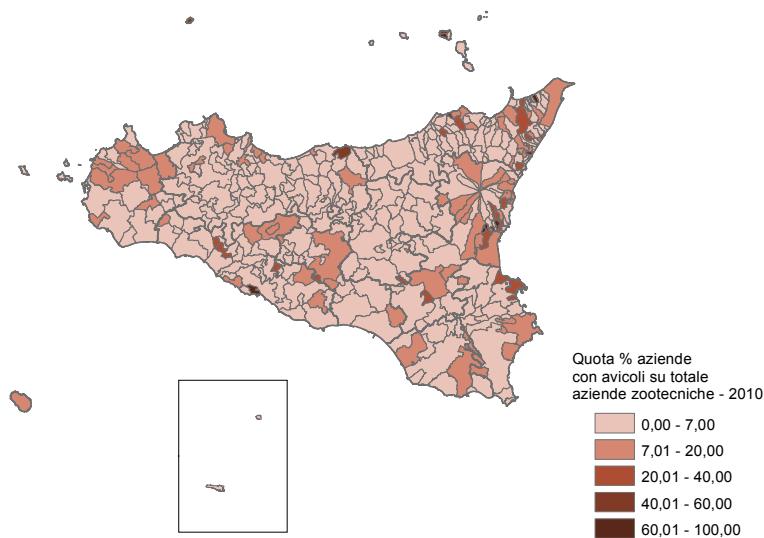 Quota % aziende
con avicoli su totale
aziende zootecniche - 2010
0,00 - 7,00
7,01 - 20,00
20,01 - 40,00
40,01 - 60,00
60,01 - 100,00